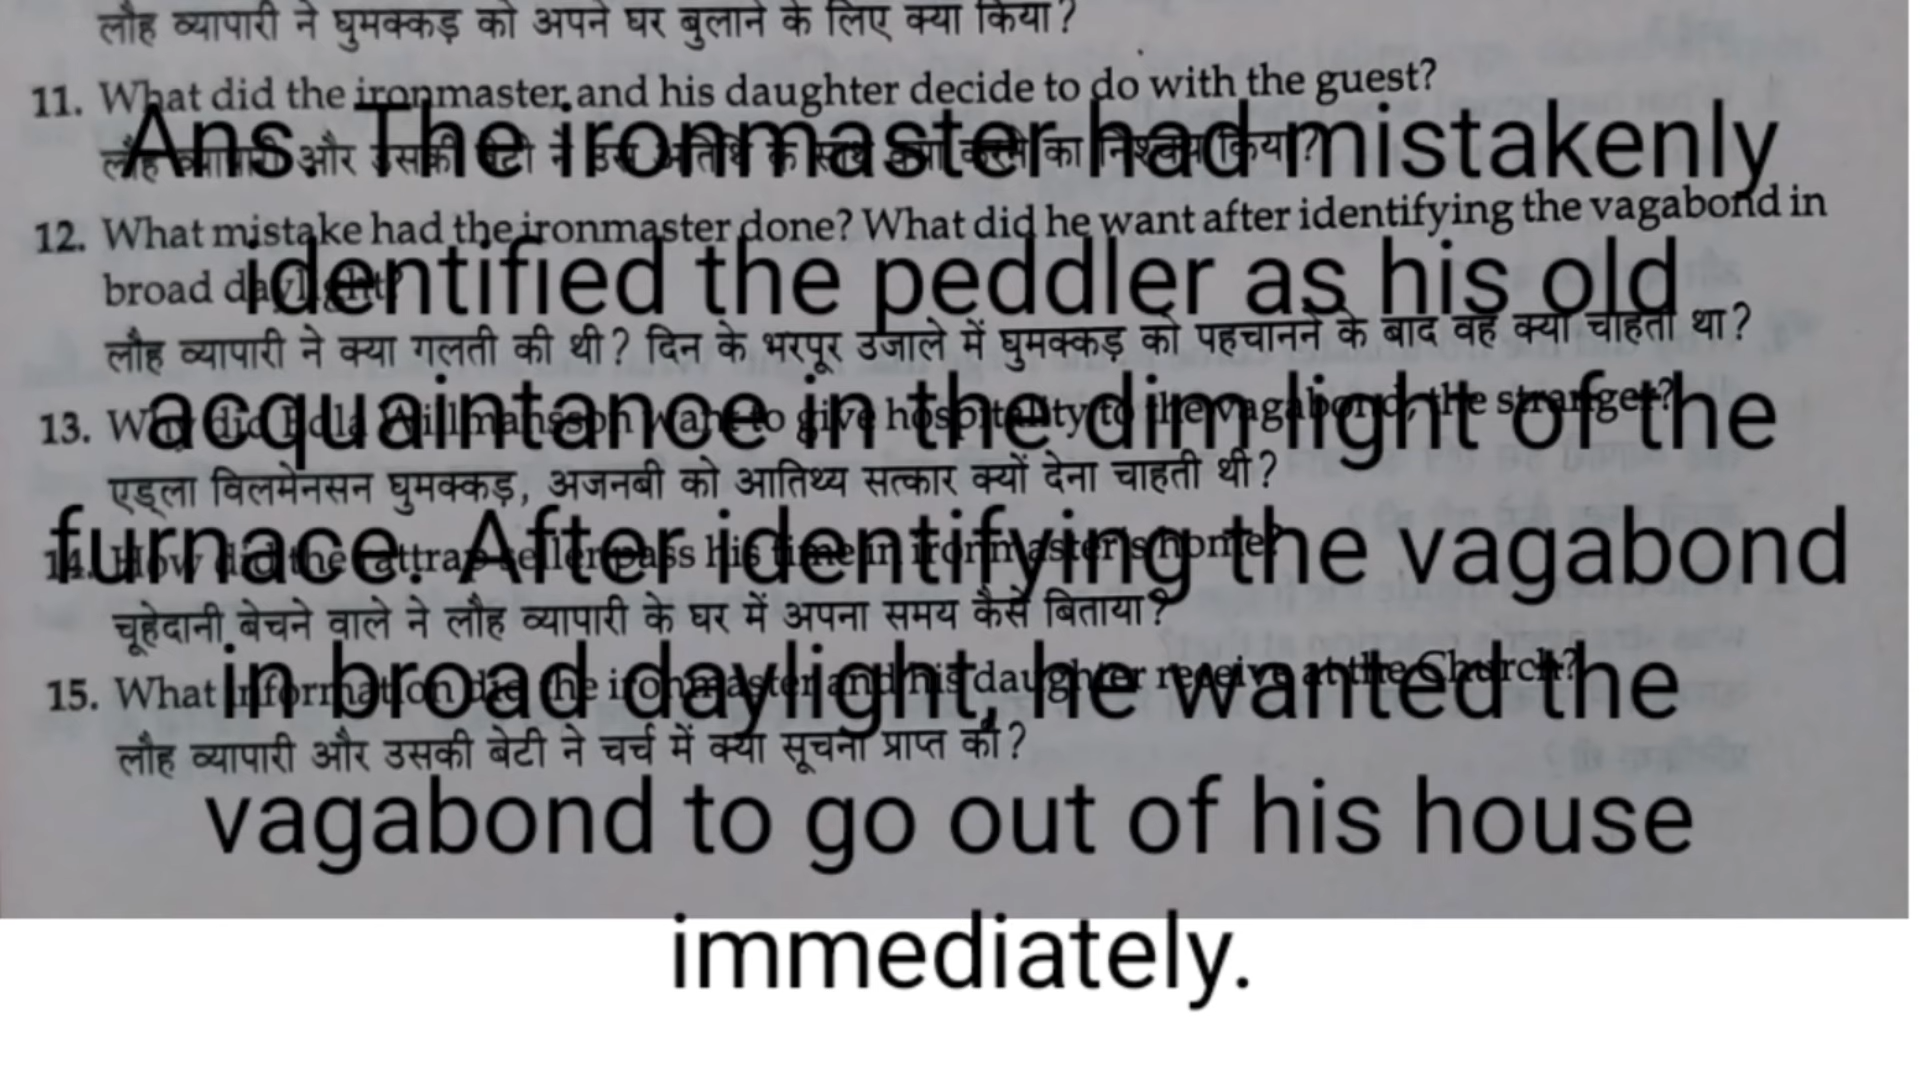 लौह व्यापारी ने घुमक्कड़ को अपने घर बुलाने के लिए क्या किया?
11. What did the ironmaster and his daughter decide to do with the guest?
Ans. The ironmaster had mistakenly
लौह व्यापारी और उसकी बेटी ने उस अतिथि के साथ क्या करने का निश्चय किया?
12. What mistake had the ironmaster done? What did he want after identifying the vagabond in
identified the peddler as his old
broad daylight?
लौह व्यापारी ने क्या गलती की थी? दिन के भरपूर उजाले में घुमक्कड़ को पहचानने के बाद वह क्या चाहता था?
acquaintance in the dim light of the
13. Why did Edla Willmansson want to give hospitality to the vagabond, the stranger?
एड्ला विलमेनसन घुमक्कड़, अजनबी को आतिथ्य सत्कार क्यों देना चाहती थी?
furnace. After identifying the vagabond
14. How did the rattrap seller pass his time in ironmaster's home?
चूहेदानी बेचने वाले ने लौह व्यापारी के घर में अपना समय कैसे बिताया?
in broad daylight, he wanted the
15. What information did the ironmaster and his daughter receive at the Church?
लौह व्यापारी और उसकी बेटी ने चर्च में क्या सूचना प्राप्त की?
vagabond to go out of his house
immediately.